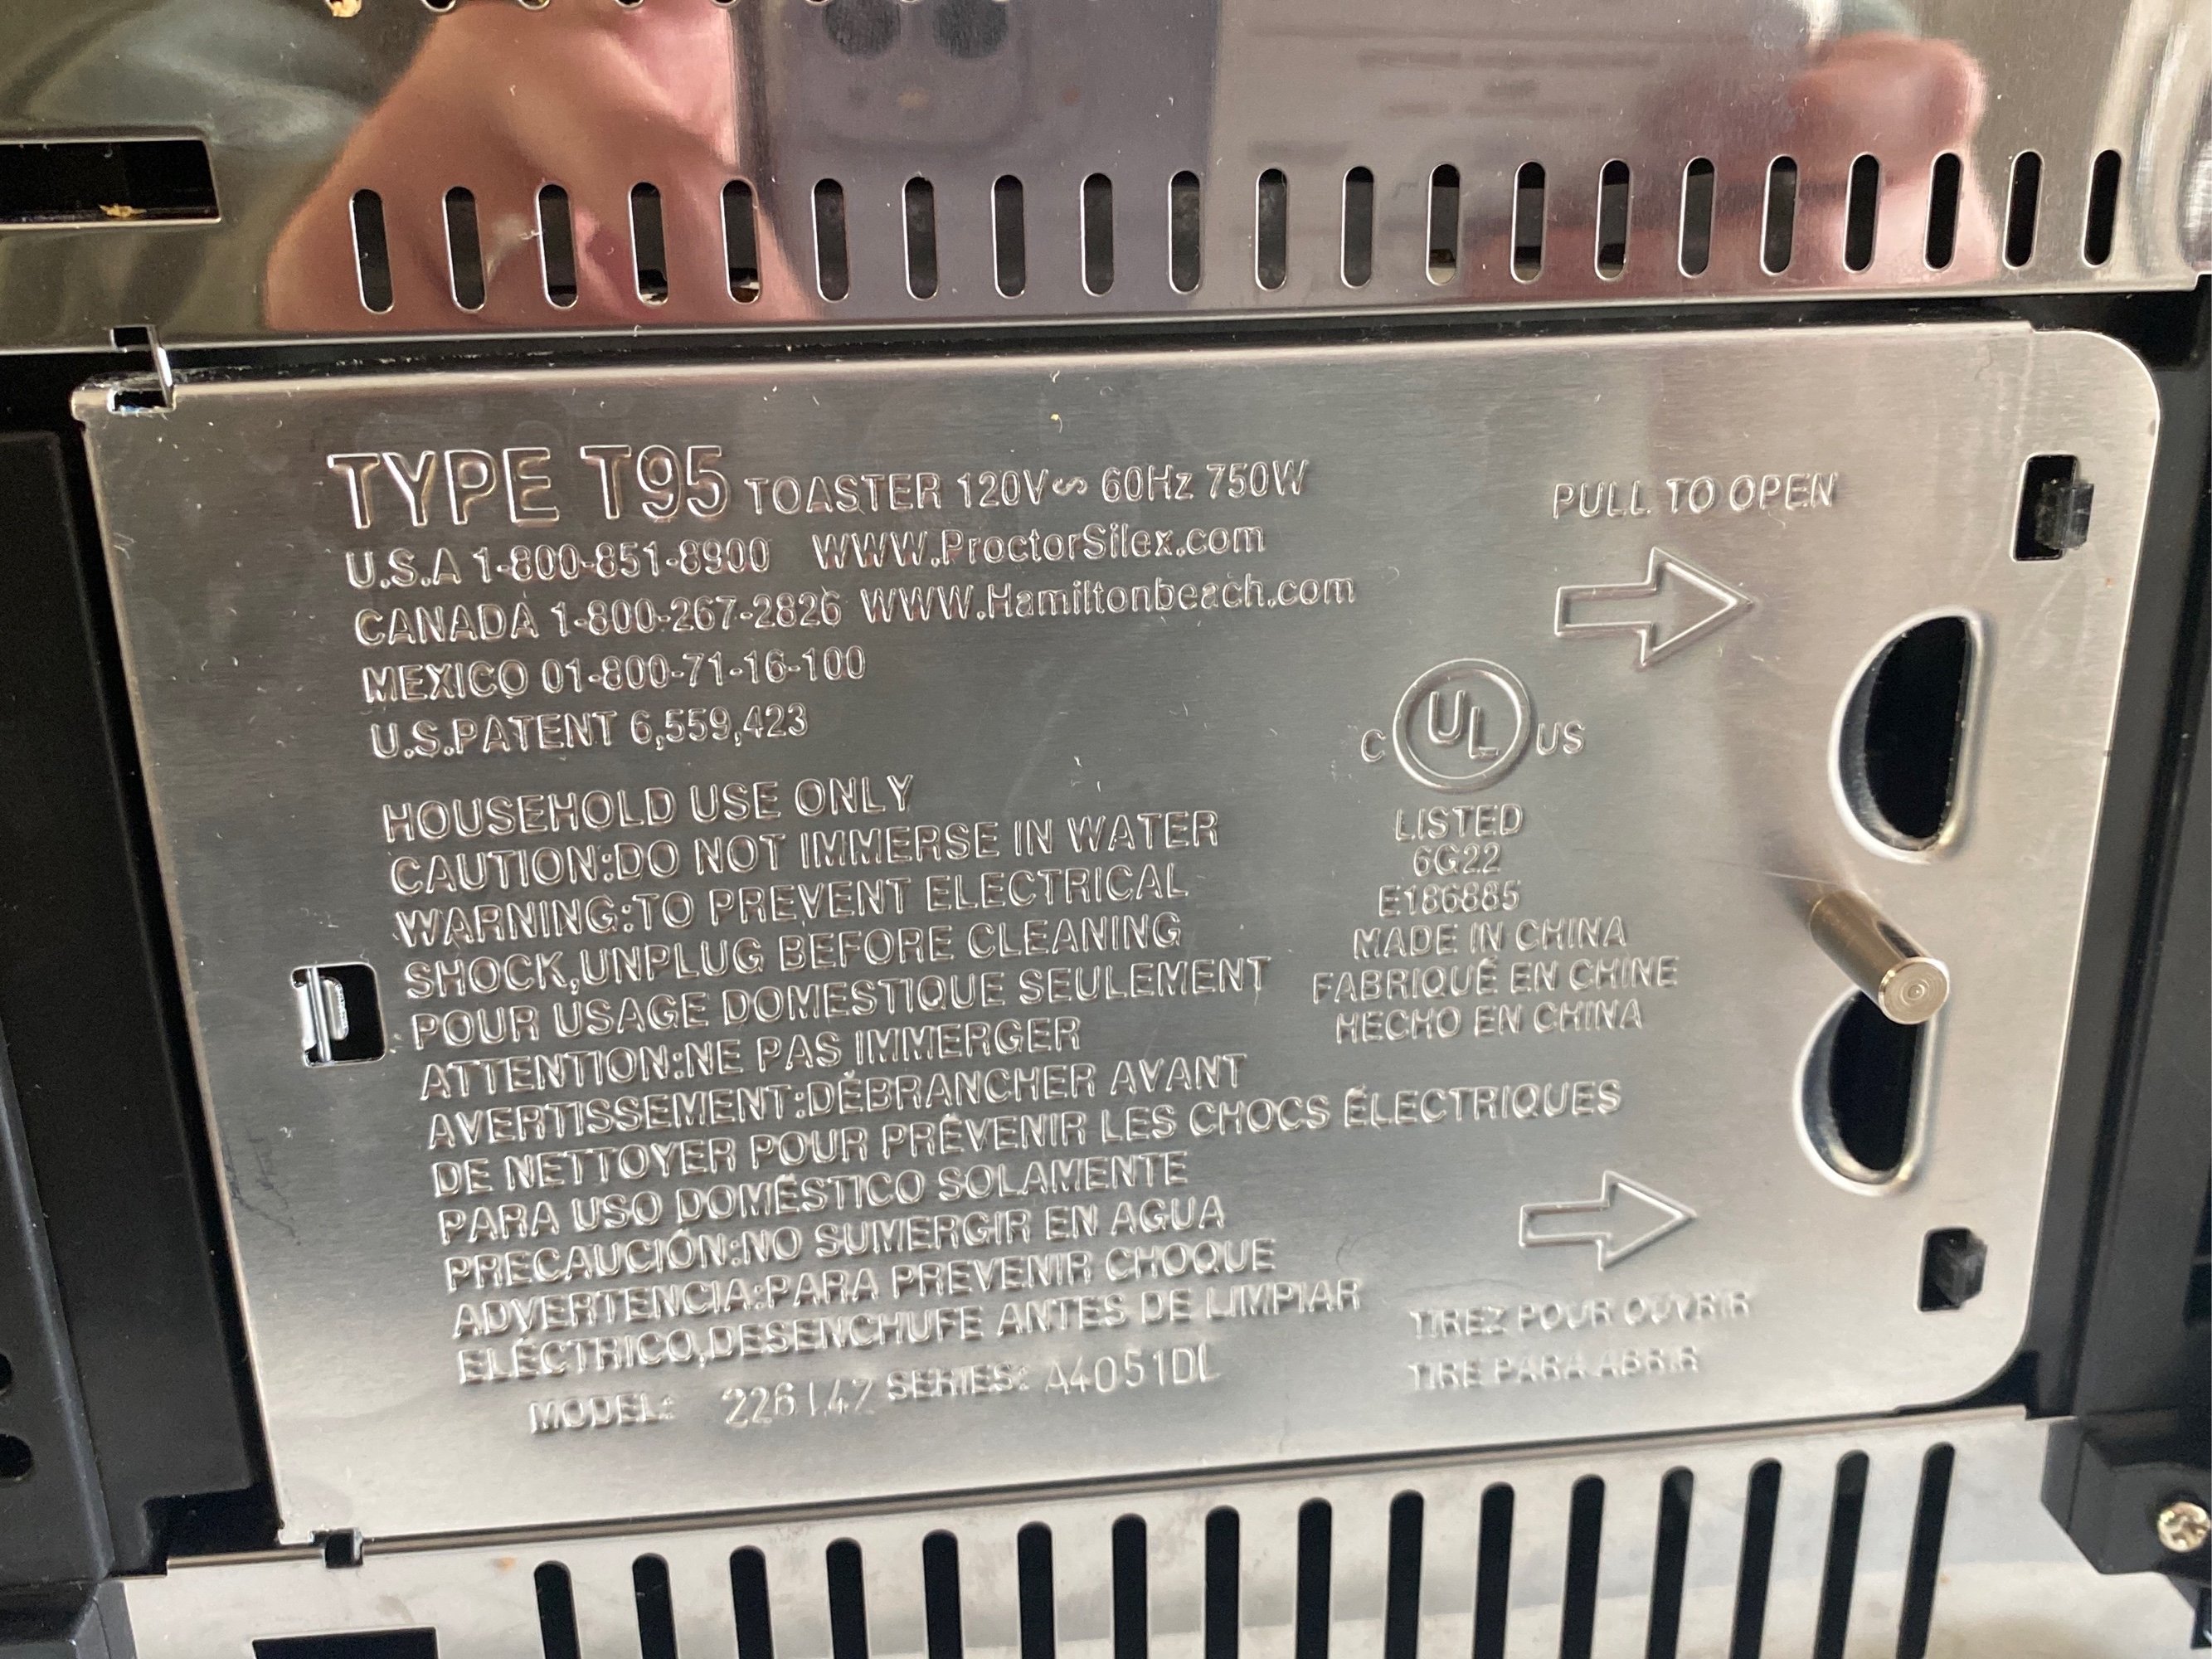 TYPE T95 TOASTER 120V∾ 60Hz 750W
U.S.A 1-800-851-8900 WWW.ProctorSilex.com
CANADA 1-800-267-2826 WWW.Hamiltonbeach.com
MEXICO 01-800-71-16-100
U.S.PATENT 6,559,423
HOUSEHOLD USE ONLY
CAUTION:DO NOT IMMERSE IN WATER
WARNING:TO PREVENT ELECTRICAL
SHOCK,UNPLUG BEFORE CLEANING
POUR USAGE DOMESTIQUE SEULEMENT
ATTENTION:NE PAS IMMERGER
AVERTISSEMENT:DÉBRANCHER AVANT
DE NETTOYER POUR PRÉVENIR LES CHOCS ÉLECTRIQUES
PARA USO DOMÉSTICO SOLAMENTE
PRECAUCIÓN:NO SUMERGIR EN AGUA
ADVERTENCIA:PARA PREVENIR CHOQUE
ELÉCTRICO,DESENCHUFE ANTES DE LIMPIAR
MODEL: SERIES:
PULL TO OPEN
C UL US
LISTED
6G22
E186885
MADE IN CHINA
FABRIQUÉ EN CHINE
HECHO EN CHINA
TIREZ POUR OUVRIR
TIRE PARA ABRIR